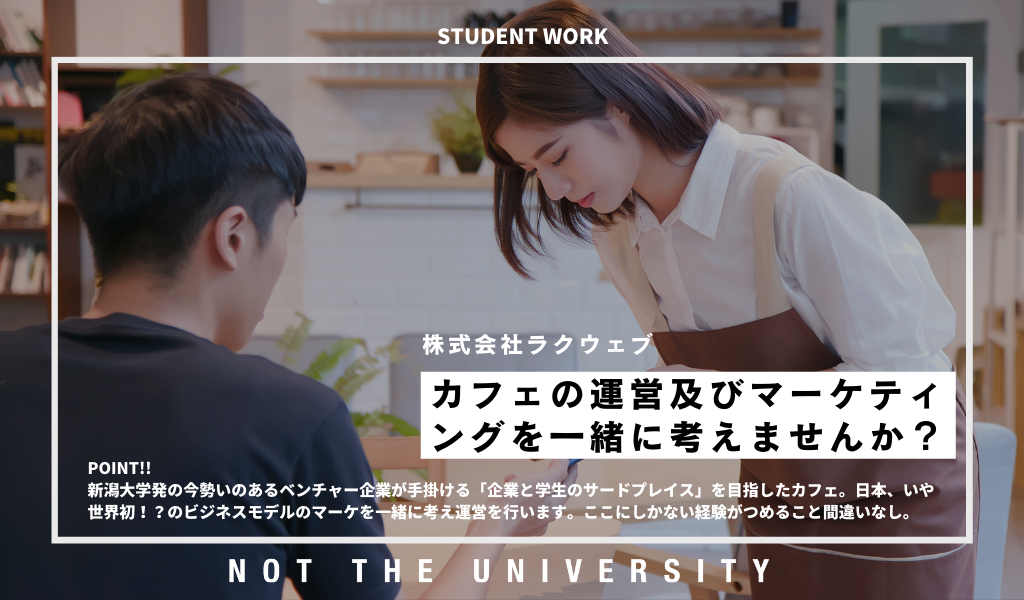 STUDENT WORK
株式会社ラクウェブ
カフェの運営及びマーケティ
ングを一緒に考えませんか？
POINT!!
新潟大学発の今勢いのあるベンチャー企業が手掛ける「企業と学生のサードプレイス」を目指したカフェ。日本、いや
世界初！？のビジネスモデルのマーケを一緒に考え運営を行います。ここにしかない経験がつめること間違いなし。
NOT THE UNIVERSITY